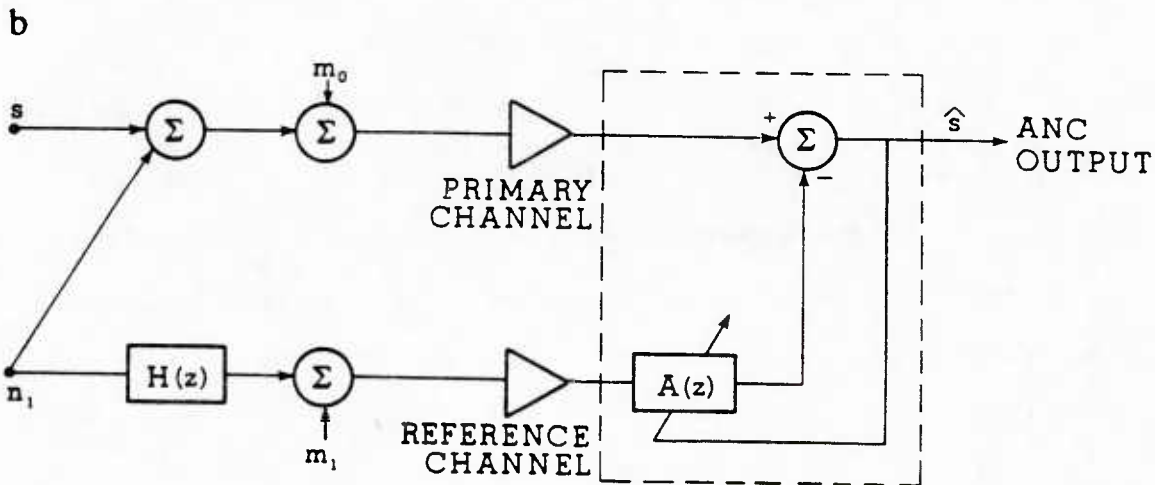 b
m₀
s
Σ
Σ
+
Σ
−
ŝ
ANC
OUTPUT
PRIMARY
CHANNEL
n₁
H(z)
Σ
m₁
A(z)
REFERENCE
CHANNEL